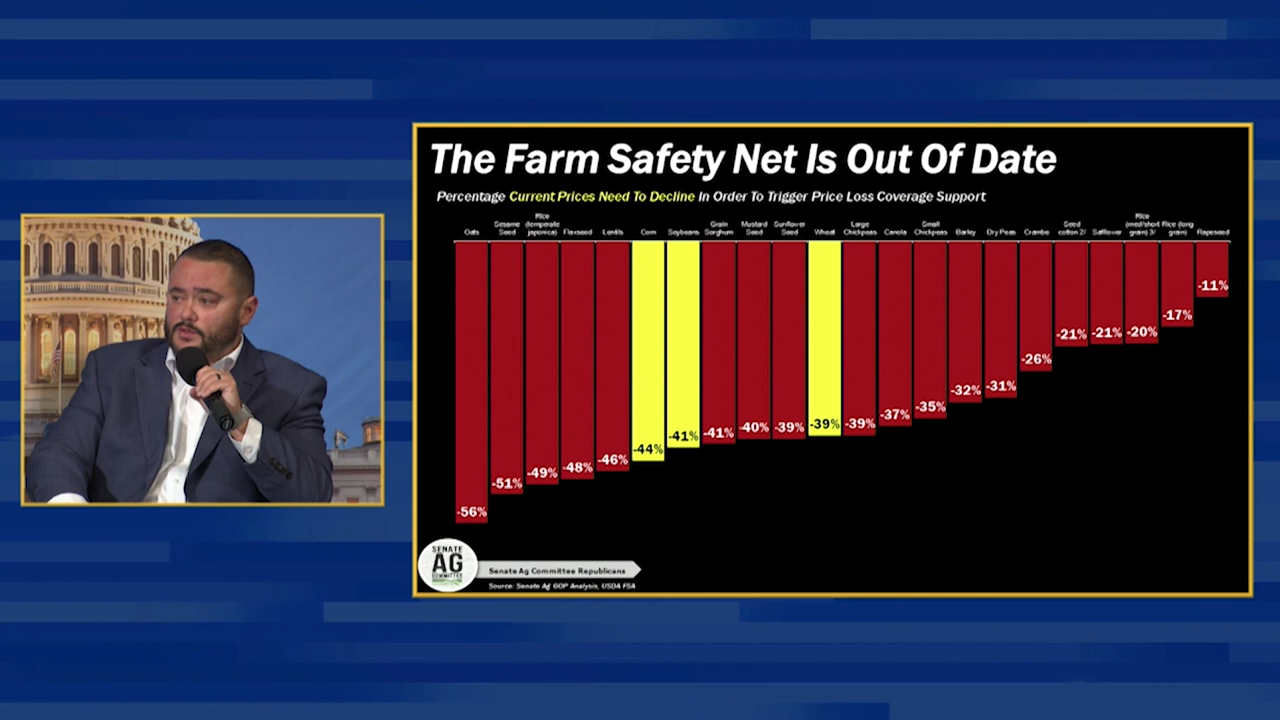 The Farm Safety Net Is Out Of Date
Percentage Current Prices Need To Decline In Order To Trigger Price Loss Coverage Support
Oats
Sesame
Seed
Rice
(temperate
japonica)
Flaxseed
Lentils
Corn
Soybeans
Grain
Sorghum
Mustard
Seed
Sunflower
Seed
Wheat
Large
Chickpeas
Canola
Small
Chickpeas
Barley
Dry Peas
Crambe
Seed
cotton 2/
Safflower
Rice
(med/short
grain) 3/
Rice (long
grain)
Rapeseed
-56%
-51%
-49%
-48%
-46%
-44%
-41%
-41%
-40%
-39%
-39%
-39%
-37%
-35%
-32%
-31%
-26%
-21%
-21%
-20%
-17%
-11%
SENATE
AG
COMMITTEE
Senate Ag Committee Republicans
Source: Senate Ag GOP Analysis, USDA FSA